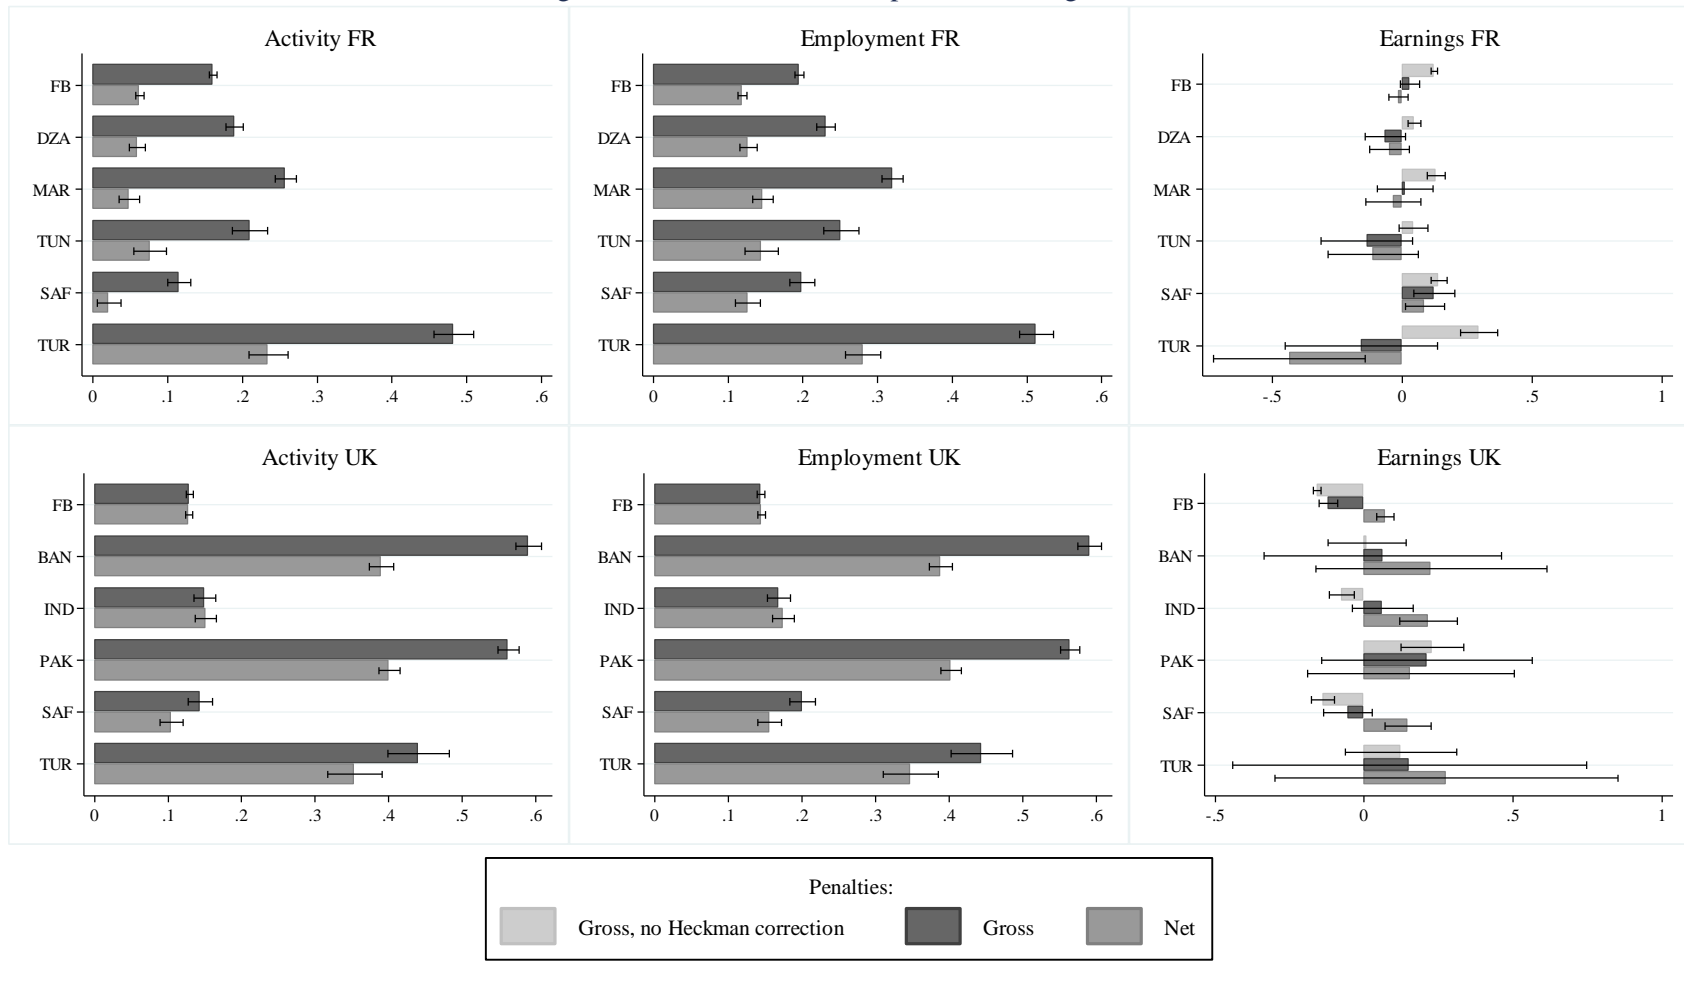 Activity FR
FB
DZA
MAR
TUN
SAF
TUR
0 .1 .2 .3 .4 .5 .6
Employment FR
FB
DZA
MAR
TUN
SAF
TUR
0 .1 .2 .3 .4 .5 .6
Earnings FR
FB
DZA
MAR
TUN
SAF
TUR
-.5 0 .5 1
Activity UK
FB
BAN
IND
PAK
SAF
TUR
0 .1 .2 .3 .4 .5 .6
Employment UK
FB
BAN
IND
PAK
SAF
TUR
0 .1 .2 .3 .4 .5 .6
Earnings UK
FB
BAN
IND
PAK
SAF
TUR
-.5 0 .5 1
Penalties:
Gross, no Heckman correction Gross Net